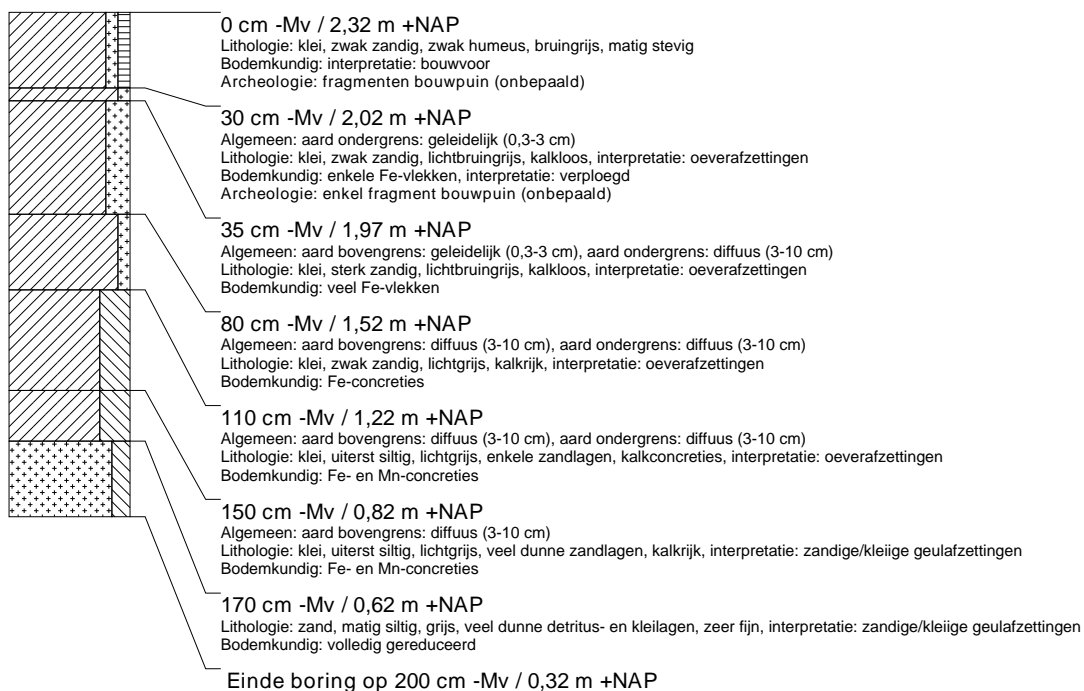 0 cm -Mv / 2,32 m +NAP
Lithologie: klei, zwak zandig, zwak humeus, bruingrijs, matig stevig
Bodemkundig: interpretatie: bouwvoor
Archeologie: fragmenten bouwpuin (onbepaald)
30 cm -Mv / 2,02 m +NAP
Algemeen: aard ondergrens: geleidelijk (0,3-3 cm)
Lithologie: klei, zwak zandig, lichtbruingrijs, kalkloos, interpretatie: oeverafzettingen
Bodemkundig: enkele Fe-vlekken, interpretatie: verploegd
Archeologie: enkel fragment bouwpuin (onbepaald)
35 cm -Mv / 1,97 m +NAP
Algemeen: aard bovengrens: geleidelijk (0,3-3 cm), aard ondergrens: diffuus (3-10 cm)
Lithologie: klei, sterk zandig, lichtbruingrijs, kalkloos, interpretatie: oeverafzettingen
Bodemkundig: veel Fe-vlekken
80 cm -Mv / 1,52 m +NAP
Algemeen: aard bovengrens: diffuus (3-10 cm), aard ondergrens: diffuus (3-10 cm)
Lithologie: klei, zwak zandig, lichtgrijs, kalkrijk, interpretatie: oeverafzettingen
Bodemkundig: Fe-concreties
110 cm -Mv / 1,22 m +NAP
Algemeen: aard bovengrens: diffuus (3-10 cm), aard ondergrens: diffuus (3-10 cm)
Lithologie: klei, uiterst siltig, lichtgrijs, enkele zandlagen, kalkconcreties, interpretatie: oeverafzettingen
Bodemkundig: Fe- en Mn-concreties
150 cm -Mv / 0,82 m +NAP
Algemeen: aard bovengrens: diffuus (3-10 cm)
Lithologie: klei, uiterst siltig, lichtgrijs, veel dunne zandlagen, kalkrijk, interpretatie: zandige/kleiige geulafzettingen
Bodemkundig: Fe- en Mn-concreties
170 cm -Mv / 0,62 m +NAP
Lithologie: zand, matig siltig, grijs, veel dunne detritus- en kleilagen, zeer fijn, interpretatie: zandige/kleiige geulafzettingen
Bodemkundig: volledig gereduceerd
Einde boring op 200 cm -Mv / 0,32 m +NAP